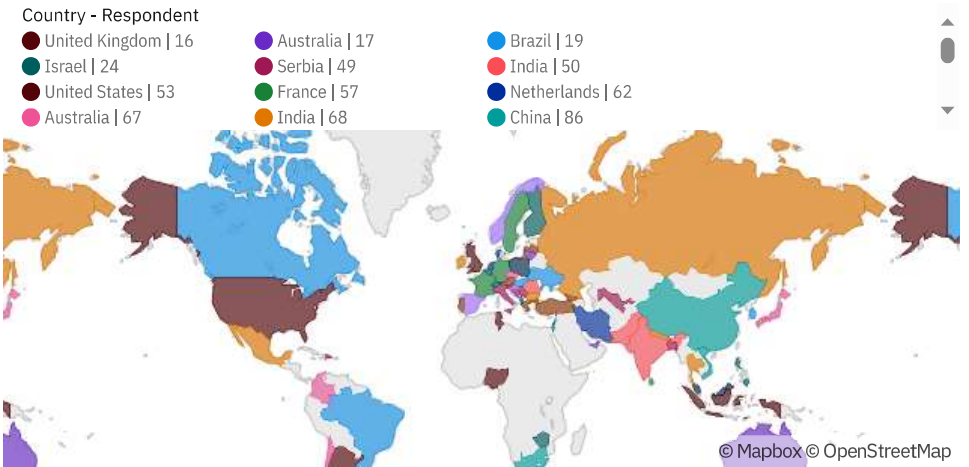 Country - Respondent
United Kingdom | 16 Australia | 17 Brazil | 19
Israel | 24 Serbia | 49 India | 50
United States | 53 France | 57 Netherlands | 62
Australia | 67 India | 68 China | 86
© Mapbox © OpenStreetMap